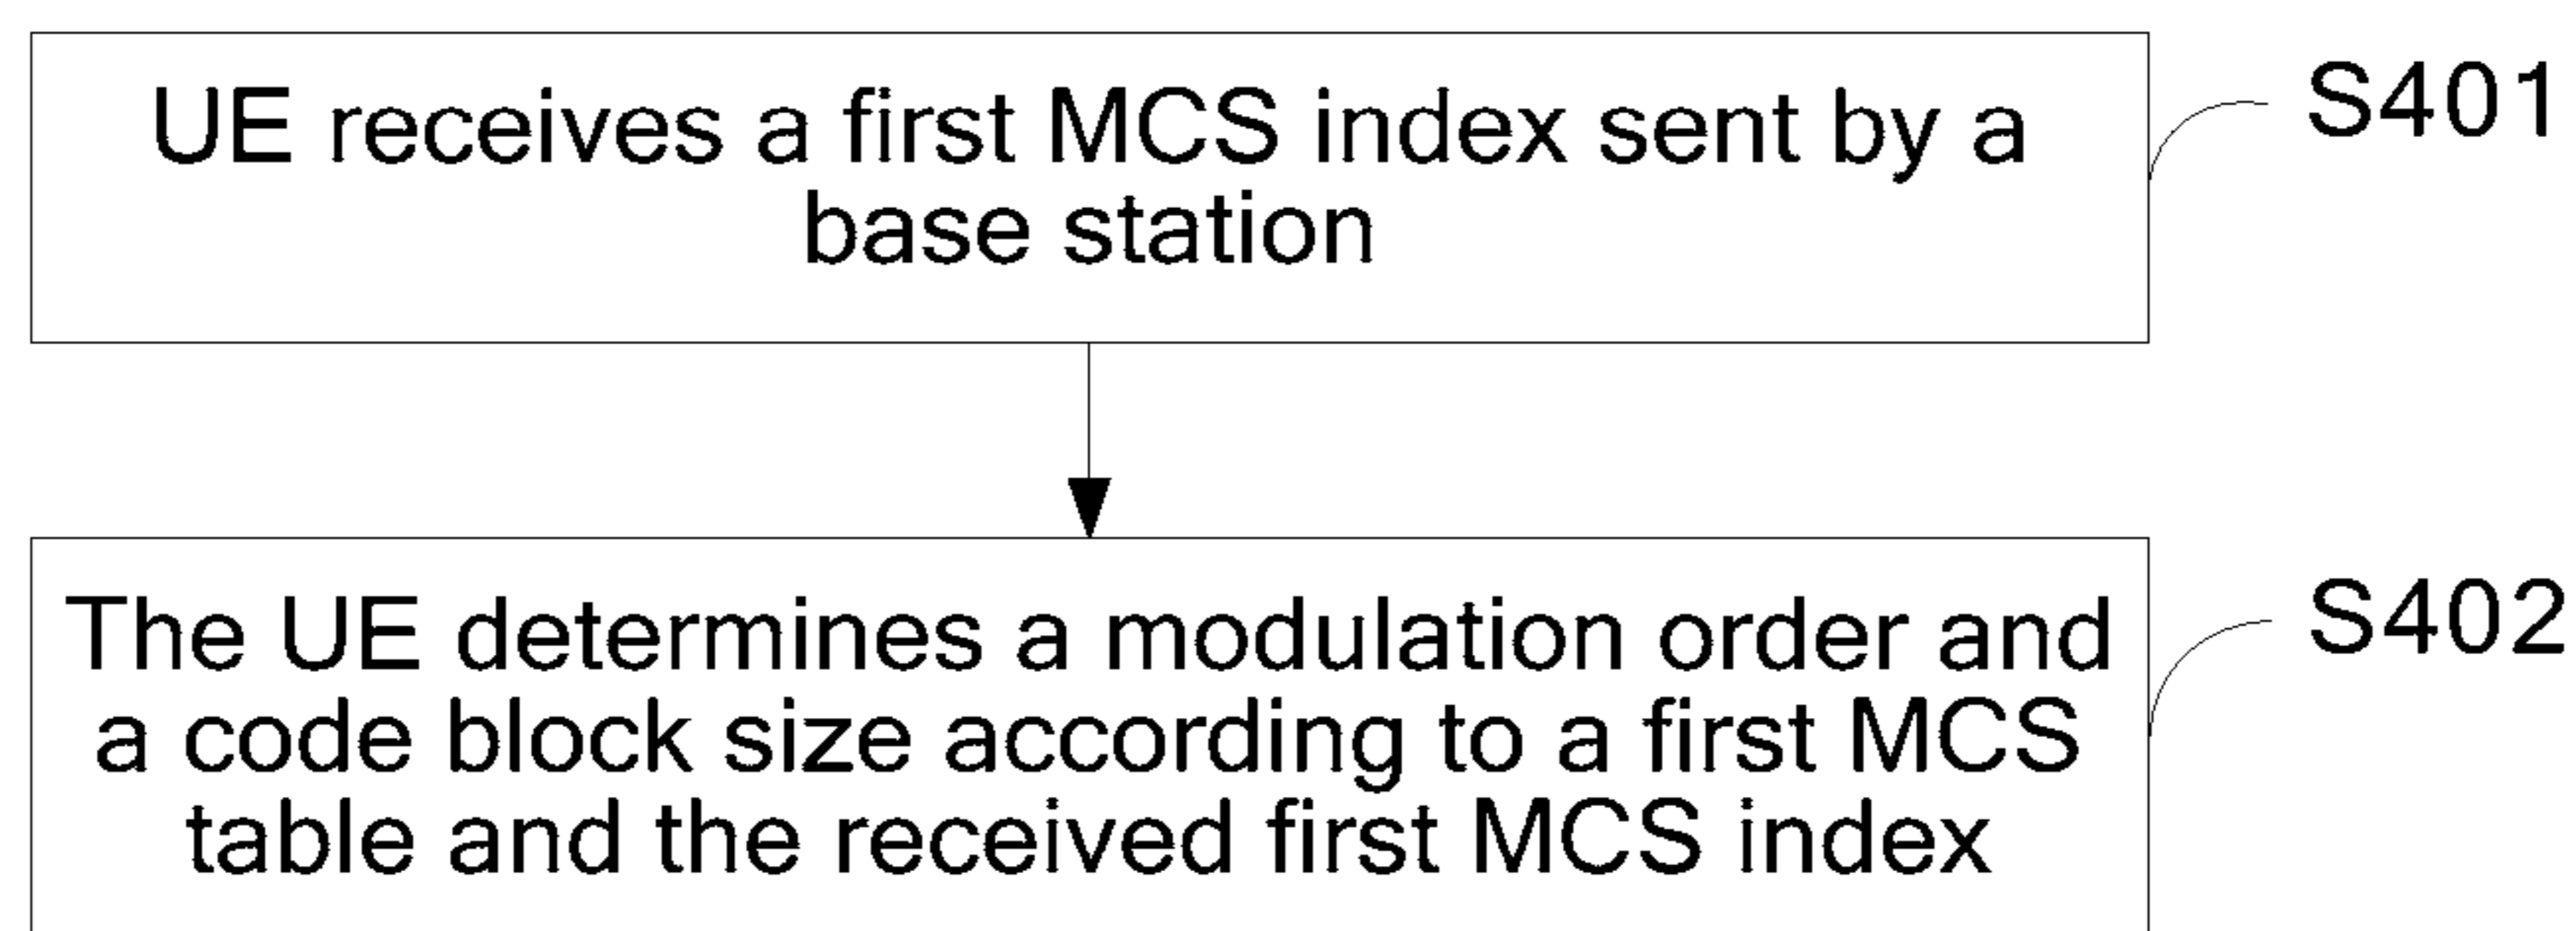 UE receives a first MCS index sent by a
base station
S401
The UE determines a modulation order and
a code block size according to a first MCS
table and the received first MCS index
S402